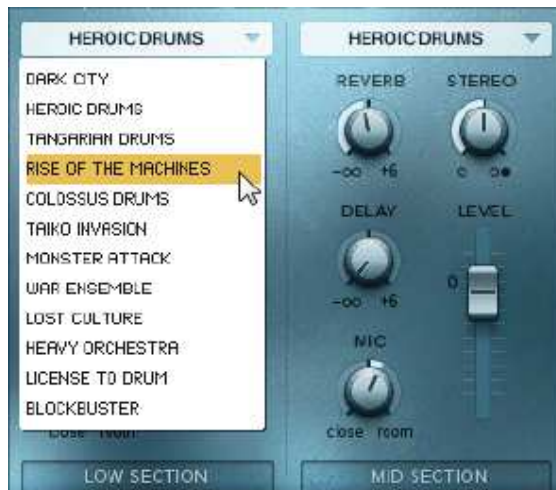 HEROIC DRUMS
DARK CITY
HEROIC DRUMS
TANGARIAN DRUMS
RISE OF THE MACHINES
COLOSSUS DRUMS
TAIKO INVASION
MONSTER ATTACK
WAR ENSEMBLE
LOST CULTURE
HEAVY ORCHESTRA
LICENSE TO DRUM
BLOCKBUSTER
close room
LOW SECTION
HEROIC DRUMS
REVERB STEREO
-∞ +6
DELAY LEVEL
0
-∞ +6
MIC
close room
MID SECTION